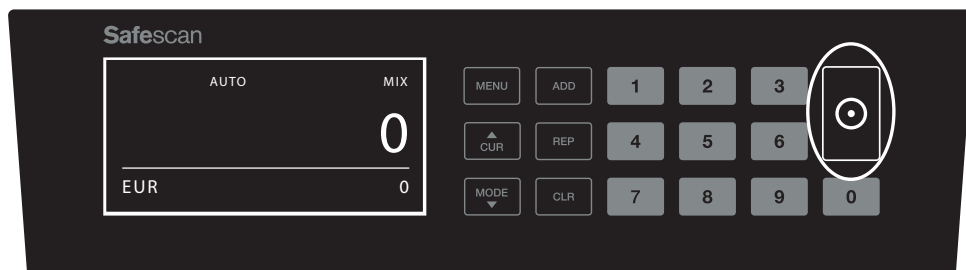 Safescan
AUTO MIX
0
EUR 0
MENU ADD 1 2 3
CUR REP 4 5 6
MODE CLR 7 8 9 0